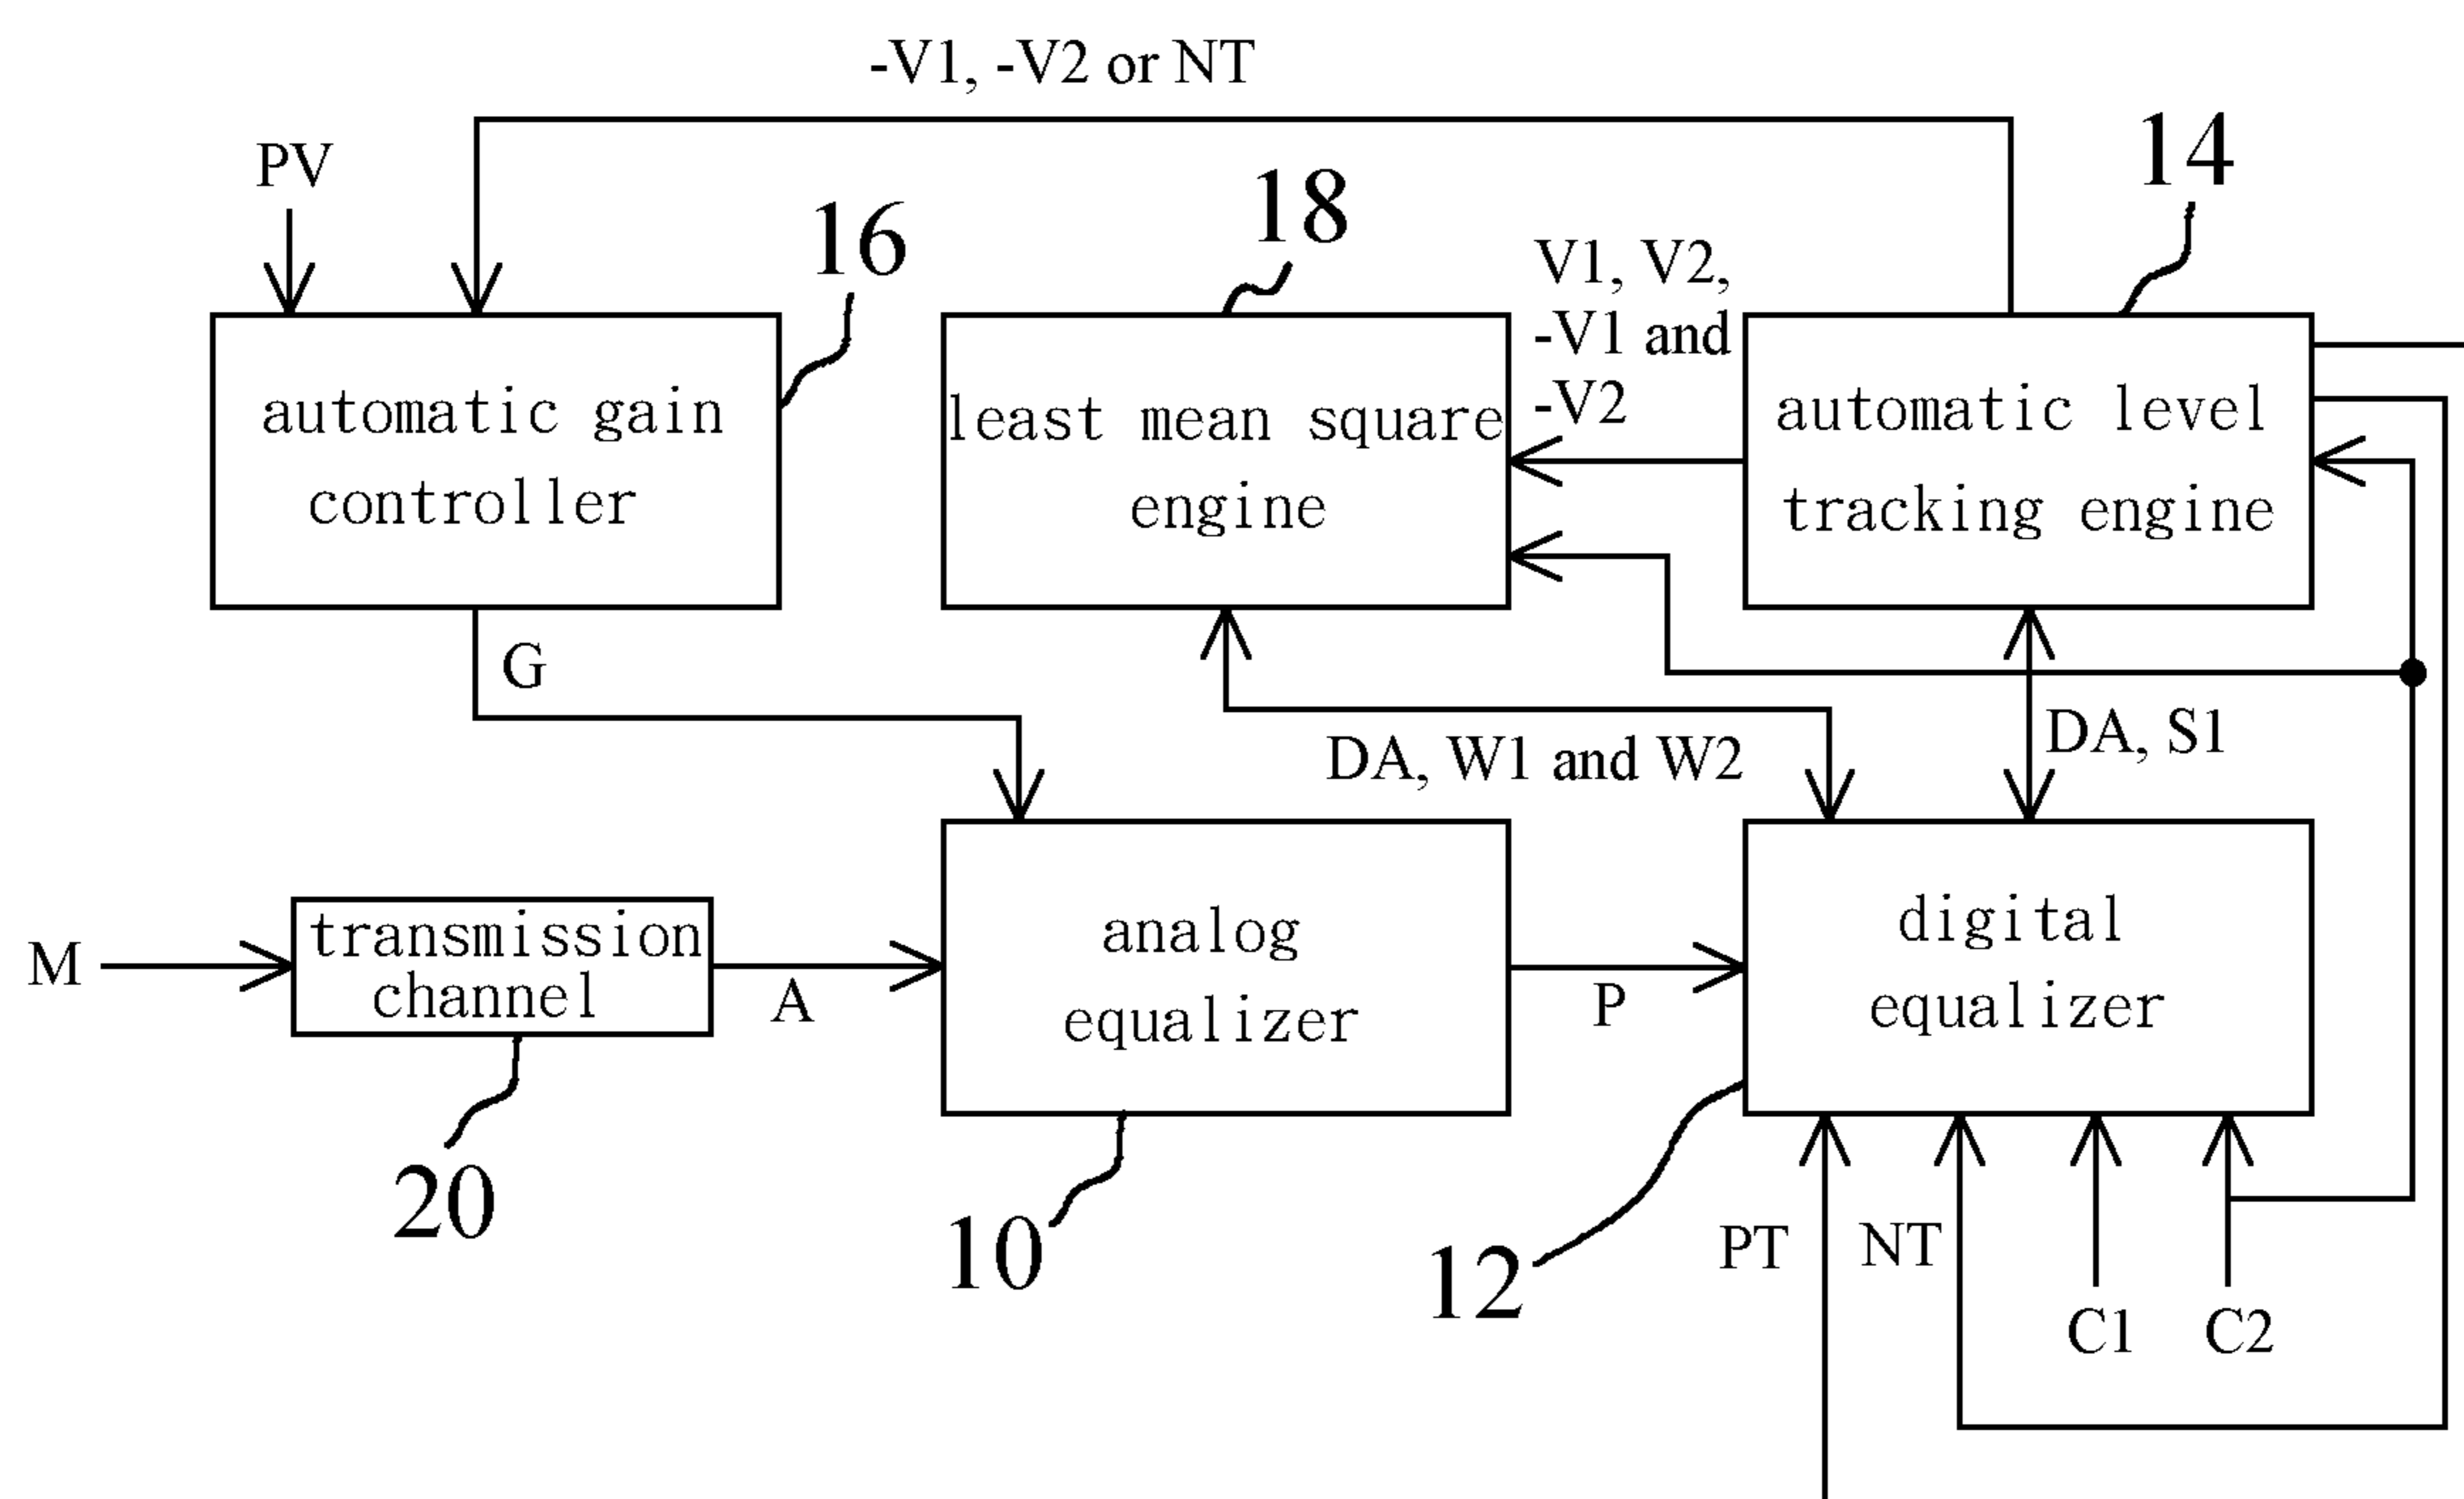 -V1, -V2 or NT
PV
16
18
14
V1, V2,
-V1 and
-V2
automatic gain
controller
least mean square
engine
automatic level
tracking engine
G
DA, W1 and W2
DA, S1
M
transmission
channel
A
analog
equalizer
P
digital
equalizer
20
10
12
PT
NT
C1
C2